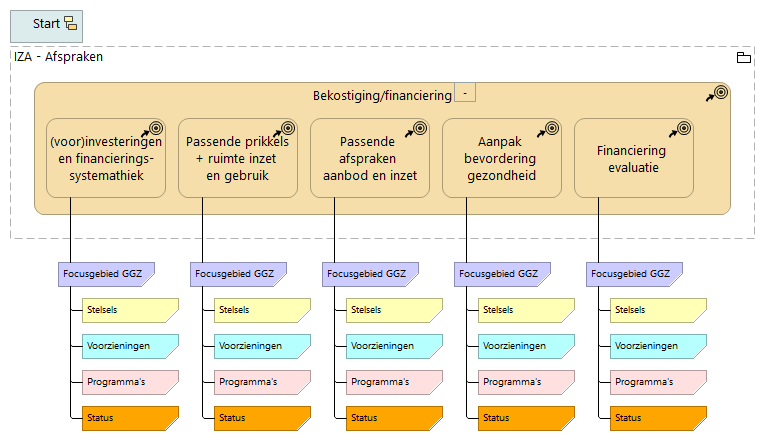 Start
IZA - Afspraken
Bekostiging/financiering
-
(voor)investeringen
en financierings-
systemathiek
Passende prikkels
+ ruimte inzet
en gebruik
Passende
afspraken
aanbod en inzet
Aanpak
bevordering
gezondheid
Financiering
evaluatie
Focusgebied GGZ
Focusgebied GGZ
Focusgebied GGZ
Focusgebied GGZ
Focusgebied GGZ
Stelsels
Stelsels
Stelsels
Stelsels
Stelsels
Voorzieningen
Voorzieningen
Voorzieningen
Voorzieningen
Voorzieningen
Programma's
Programma's
Programma's
Programma's
Programma's
Status
Status
Status
Status
Status